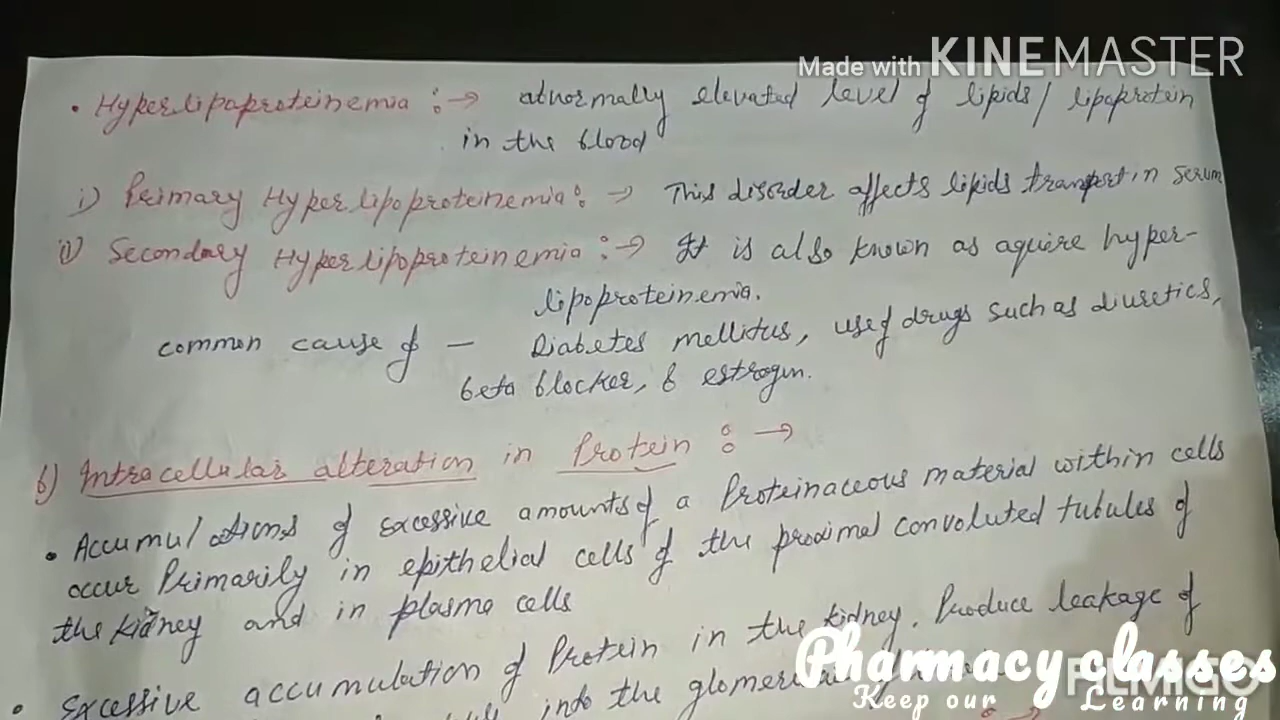 Made with KINEMASTER
• Hyperlipaproteinemia :→ abnormally elevated level of lipids/ lipoprotein
in the blood
i) Primary Hyperlipoproteinemia :→ This disorder affects lipids transport in serum
ii) Secondary Hyperlipoproteinemia :→ It is also known as aquire hyper-
lipoproteinemia.
common cause of — Diabetes mellitus, use of drugs such as diuretics,
beta blocker, & estrogin.
b) Intracellular alteration in Protein :→
• Accumulations of excessive amounts of a Proteinaceous material within cells
occur Primarily in epithelial cells of the proximal convoluted tubules of
the kidney and in plasma cells
• Excessive accumulation of Protein in the kidney. Produce leakage of
into the
Pharmacy classes
FILMIGO
Keep our Learning